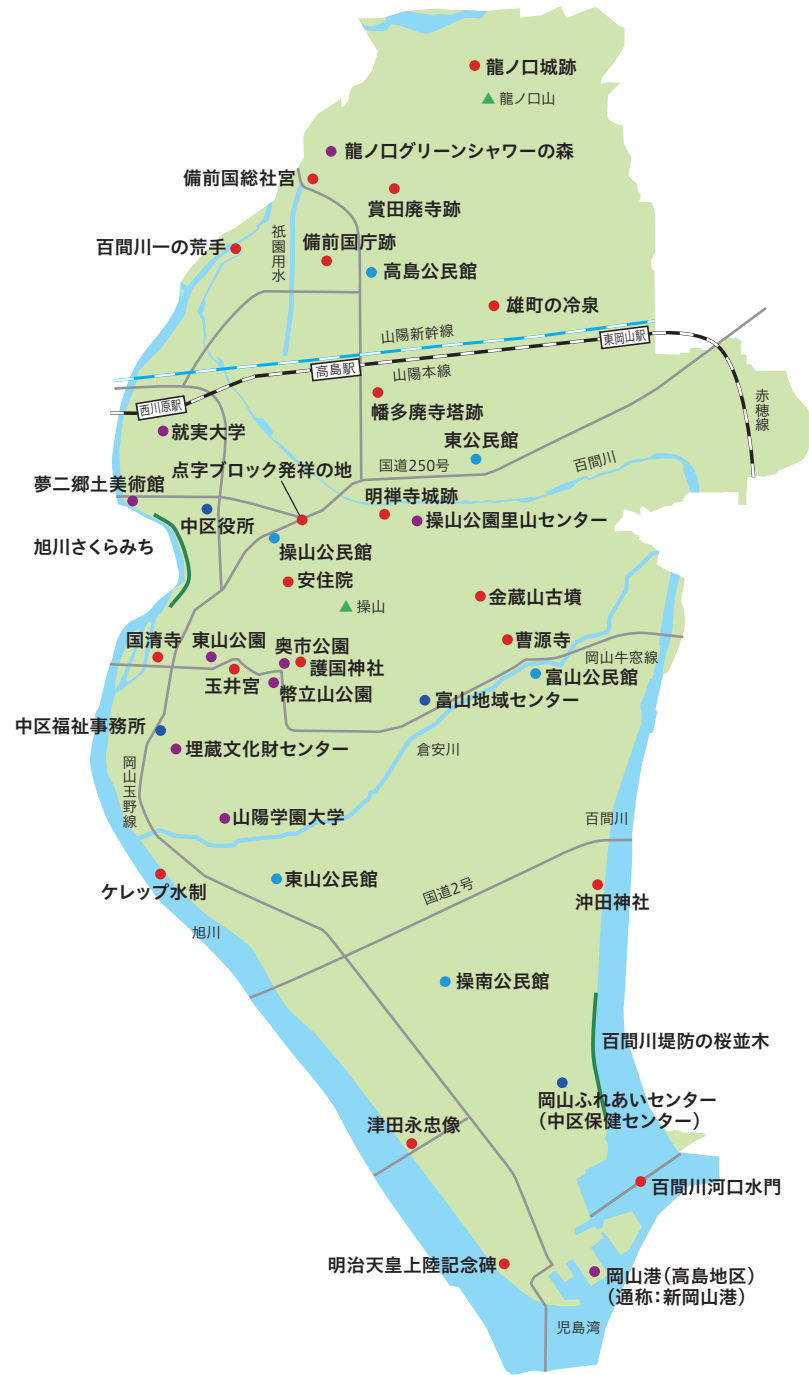 龍ノ口城跡
龍ノ口山
龍ノ口グリーンシャワーの森
備前国総社宮
賞田廃寺跡
祇園用水
百間川一の荒手
備前国庁跡
高島公民館
雄町の冷泉
山陽新幹線
東岡山駅
高島駅
山陽本線
西川原駅
赤穂線
幡多廃寺塔跡
就実大学
東公民館
国道250号
百間川
点字ブロック発祥の地
夢二郷土美術館
中区役所
明禅寺城跡
操山公園里山センター
旭川さくらみち
操山公民館
安住院
操山
金蔵山古墳
国清寺
東山公園
奥市公園
護国神社
曹源寺
岡山牛窓線
玉井宮
幣立山公園
富山公民館
富山地域センター
中区福祉事務所
埋蔵文化財センター
倉安川
岡山玉野線
山陽学園大学
百間川
ケレップ水制
東山公民館
国道2号
沖田神社
旭川
操南公民館
百間川堤防の桜並木
岡山ふれあいセンター
（中区保健センター）
津田永忠像
百間川河口水門
明治天皇上陸記念碑
岡山港（高島地区）
（通称：新岡山港）
児島湾